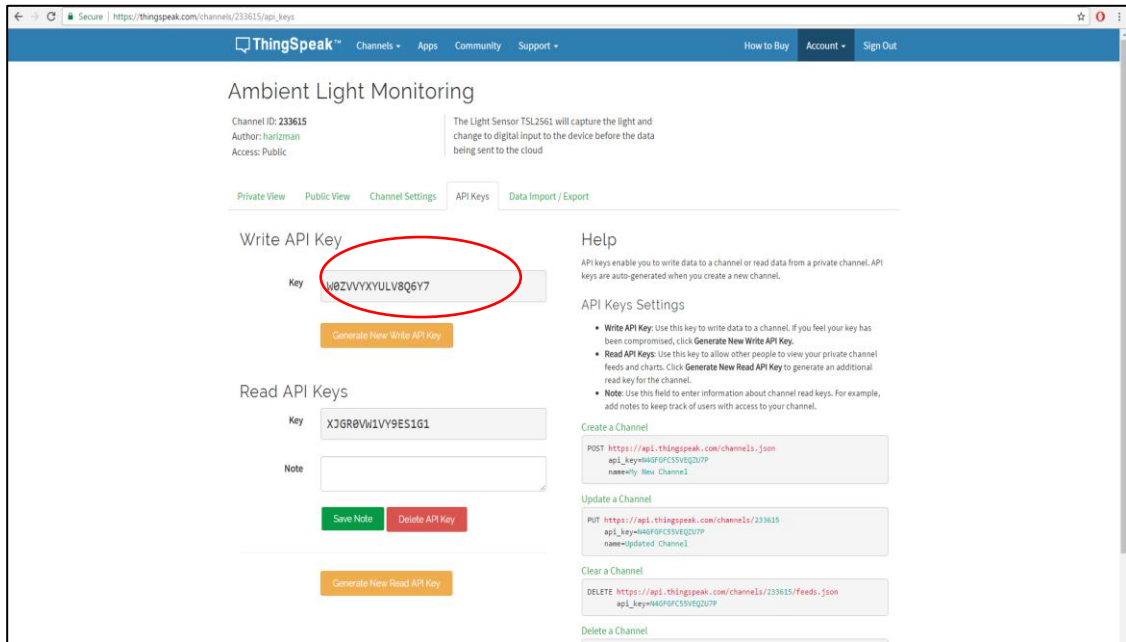 Secure | https://thingspeak.com/channels/233615/api_keys
ThingSpeak™ Channels Apps Community Support How to Buy Account Sign Out
Ambient Light Monitoring
Channel ID: 233615
Author: harizman
Access: Public
The Light Sensor TSL2561 will capture the light and
change to digital input to the device before the data
being sent to the cloud
Private View Public View Channel Settings API Keys Data Import / Export
Write API Key
Key W0ZVVYXYULV8Q6Y7
Generate New Write API Key
Read API Keys
Key XJGR0VW1VY9ES1G1
Note
Save Note Delete API Key
Generate New Read API Key
Help
API keys enable you to write data to a channel or read data from a private channel. API
keys are auto-generated when you create a new channel.
API Keys Settings
• Write API Key: Use this key to write data to a channel. If you feel your key has
been compromised, click Generate New Write API Key.
• Read API Keys: Use this key to allow other people to view your private channel
feeds and charts. Click Generate New Read API Key to generate an additional
read key for the channel.
• Note: Use this field to enter information about channel read keys. For example,
add notes to keep track of users with access to your channel.
Create a Channel
POST https://api.thingspeak.com/channels.json
api_key=N4GFGFC55VEQZU7P
name=My New Channel
Update a Channel
PUT https://api.thingspeak.com/channels/233615
api_key=N4GFGFC55VEQZU7P
name=Updated Channel
Clear a Channel
DELETE https://api.thingspeak.com/channels/233615/feeds.json
api_key=N4GFGFC55VEQZU7P
Delete a Channel